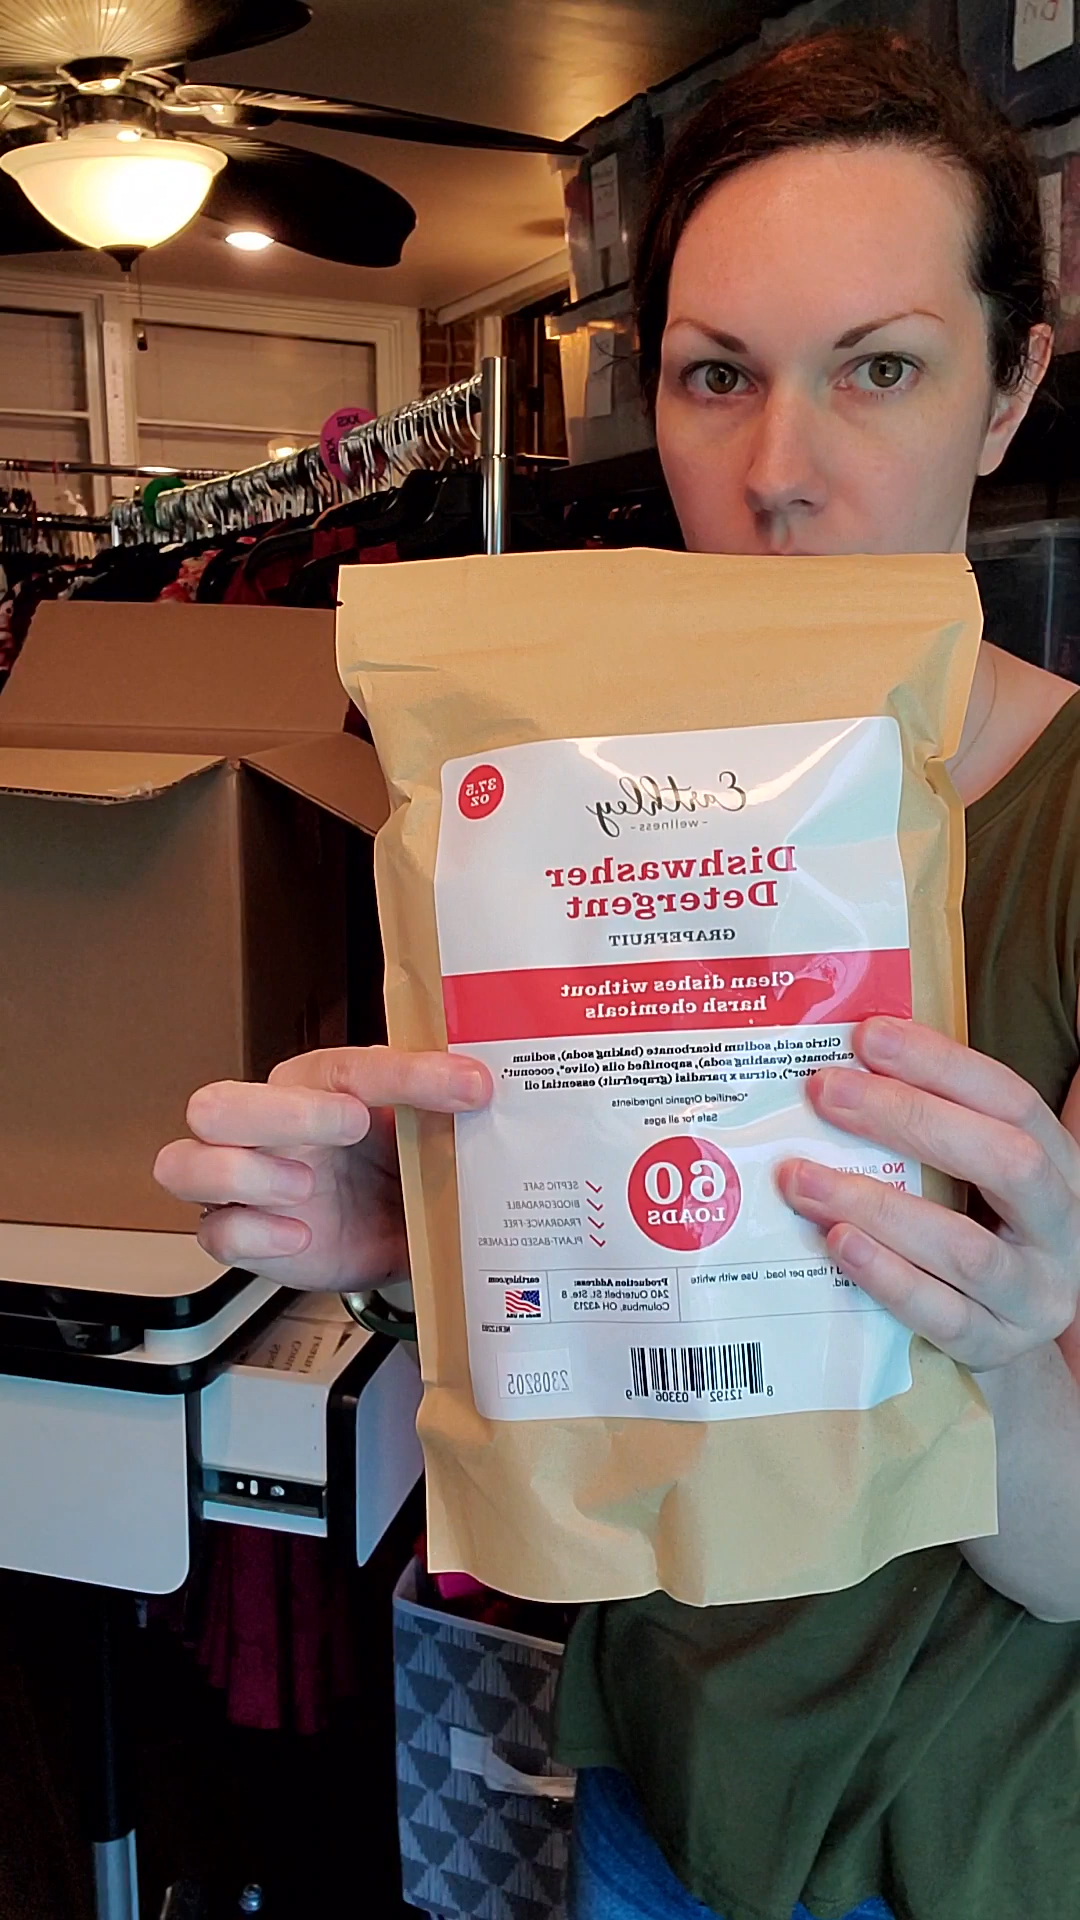 37.5
OZ
Earthley
- wellness -
Dishwasher
Detergent
GRAPEFRUIT
Clean dishes without
harsh chemicals
Citric acid, sodium bicarbonate (baking soda), sodium
carbonate (washing soda), saponified oils (olive*, coconut*,
citrus x paradisi (grapefruit) essential oil
*Certified Organic Ingredients
Safe for all ages
NO
60
LOADS
SEPTIC SAFE
BIODEGRADABLE
FRAGRANCE-FREE
PLANT-BASED CLEANERS
1 tbsp per load. Use with white
Production Address:
240 Outerbelt St. Ste. B
Columbus, OH 43213
earthley.com
Made in USA
8 12192 03306 9
2308205
XXS